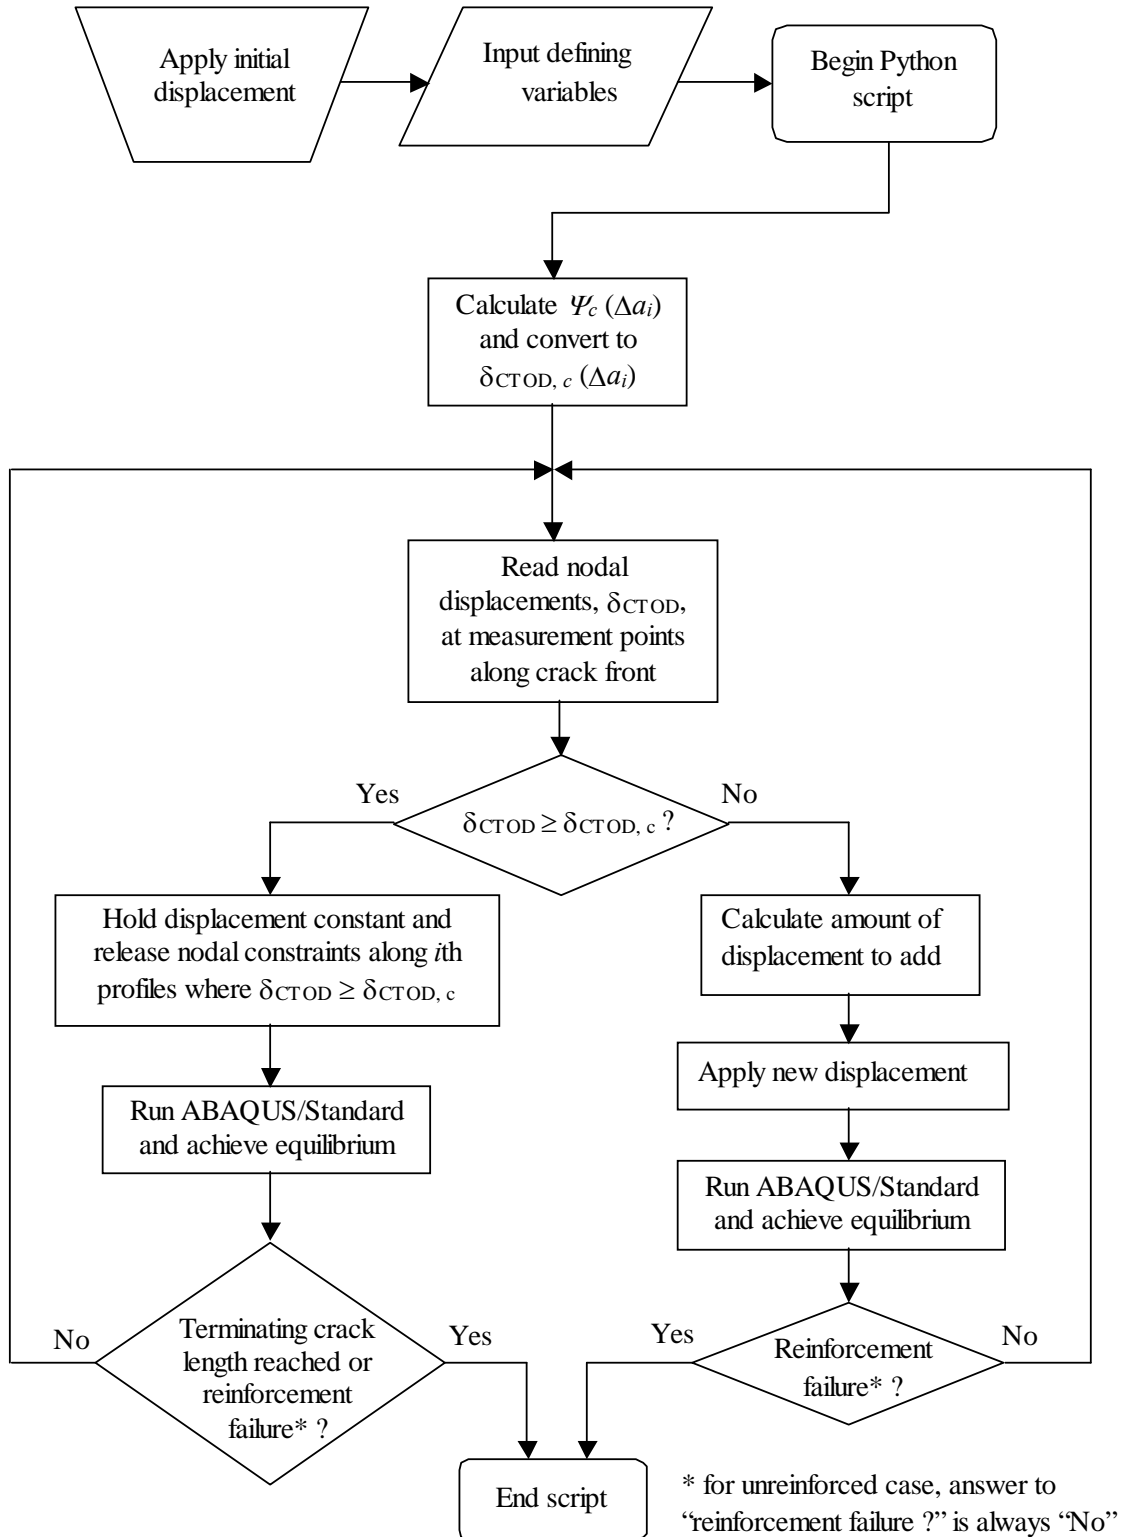 Apply initial
displacement
Input defining
variables
Begin Python
script
Calculate Ψc (Δai)
and convert to
δCTOD, c (Δai)
Read nodal
displacements, δCTOD,
at measurement points
along crack front
Yes
No
δCTOD ≥ δCTOD, c ?
Hold displacement constant and
release nodal constraints along ith
profiles where δCTOD ≥ δCTOD, c
Calculate amount of
displacement to add
Apply new displacement
Run ABAQUS/Standard
and achieve equilibrium
Run ABAQUS/Standard
and achieve equilibrium
No
Terminating crack
length reached or
reinforcement
failure* ?
Yes
Yes
Reinforcement
failure* ?
No
End script
* for unreinforced case, answer to
“reinforcement failure ?” is always “No”